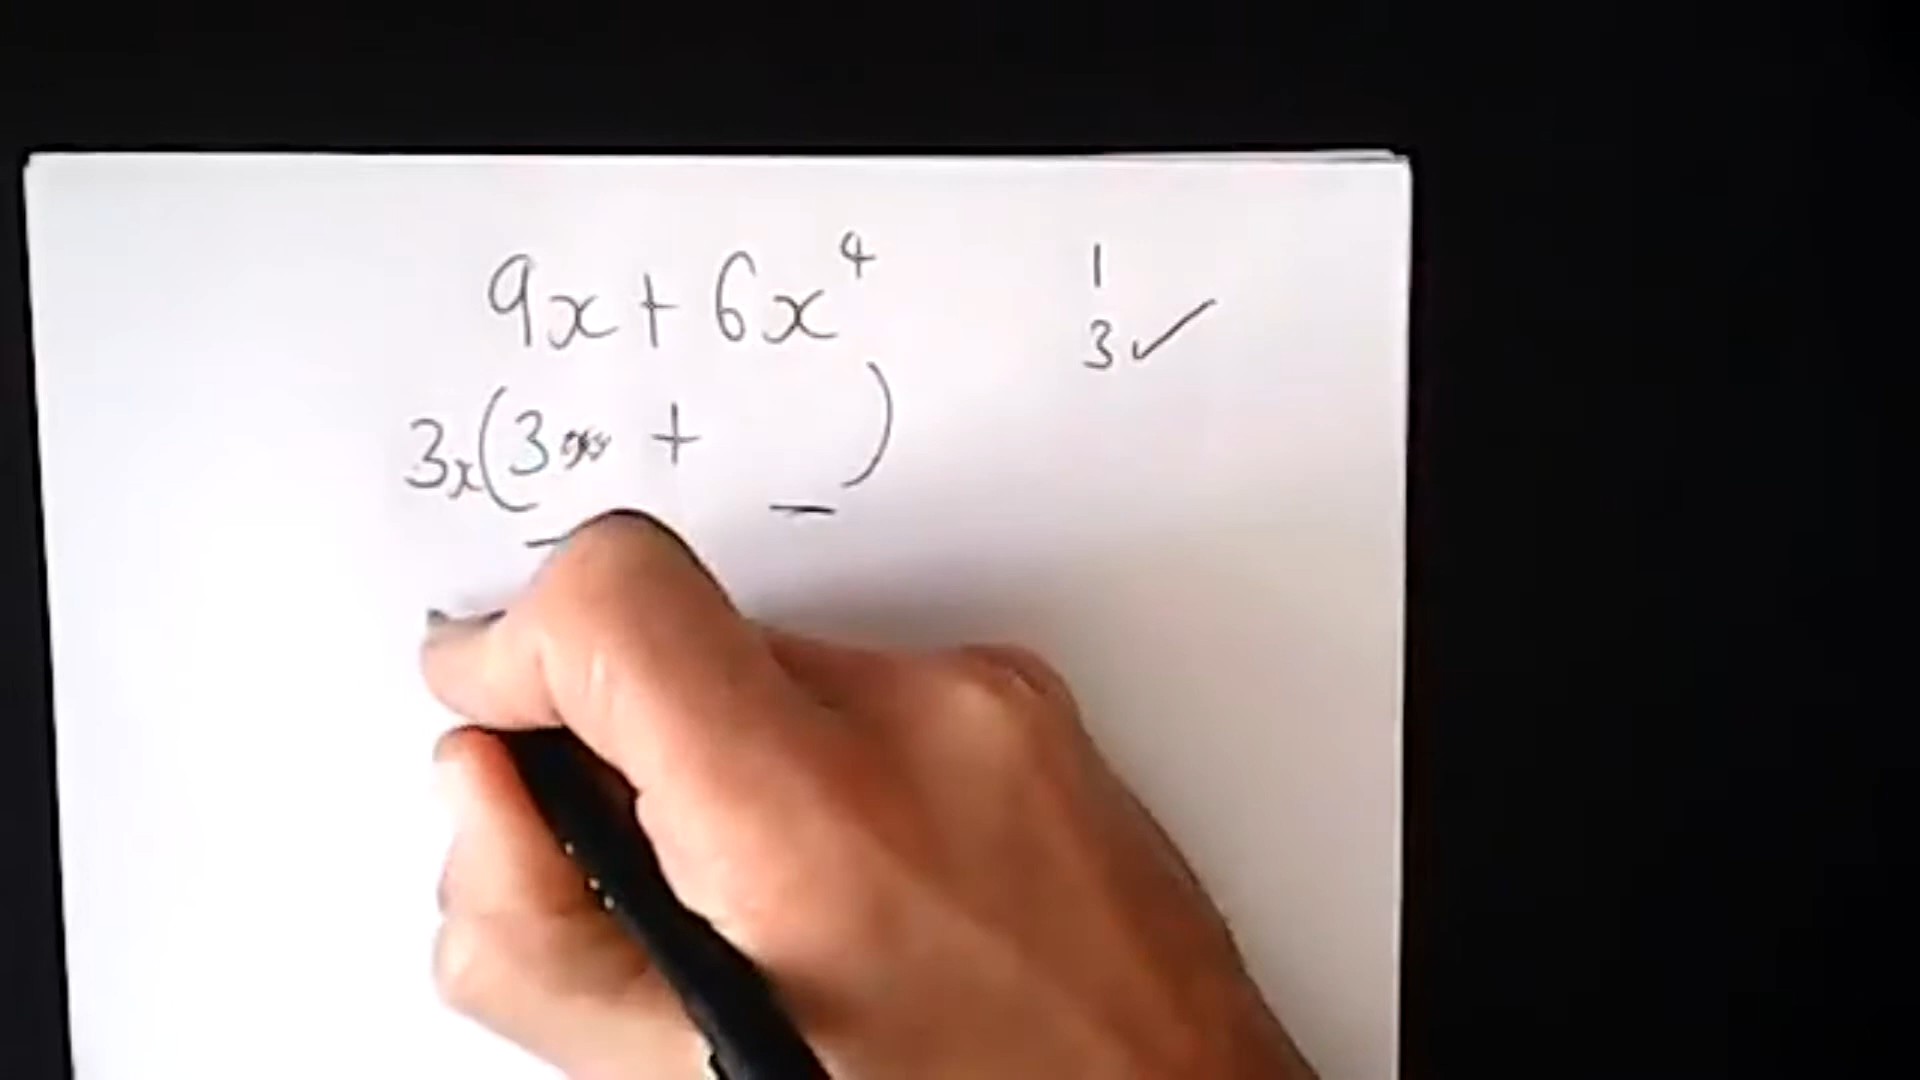 9x + 6x⁴
1
3✓
3x(3 + )